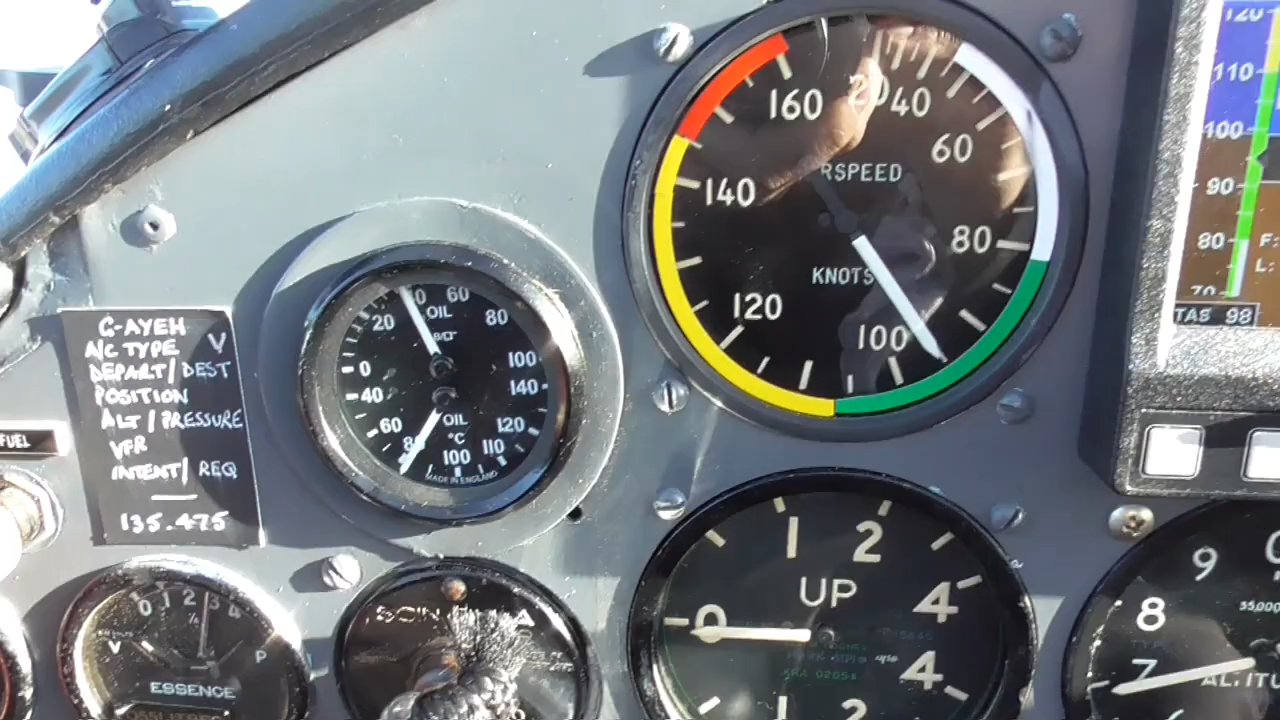 160
20
40
60
80
100
120
140
RSPEED
KNOTS
120
110
100
90
80
70
F:
L:
TAS 98
G-AYEH
A/C TYPE V
DEPART/DEST
POSITION
ALT/PRESSURE
VFR
INTENT/REQ
135.475
FUEL
20 40 60 80 100
0
OIL
140
120
110
100
40
60
OIL
°C
MADE IN ENGLAND
0 1 2 3 4
V
P
ESSENCE
1 2
UP
0
4
4
1 2
9
8
7
ALTITU